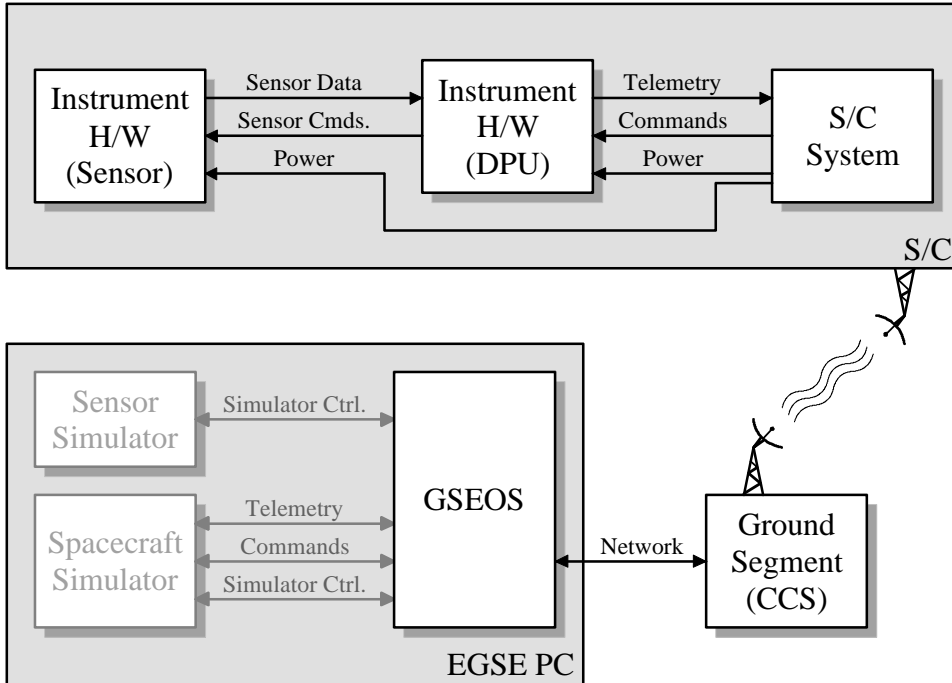 Instrument
H/W
(Sensor)
Sensor Data
Sensor Cmds.
Power
Instrument
H/W
(DPU)
Telemetry
Commands
Power
S/C
System
S/C
Sensor
Simulator
Simulator Ctrl.
Spacecraft
Simulator
Telemetry
Commands
Simulator Ctrl.
GSEOS
EGSE PC
Network
Ground
Segment
(CCS)